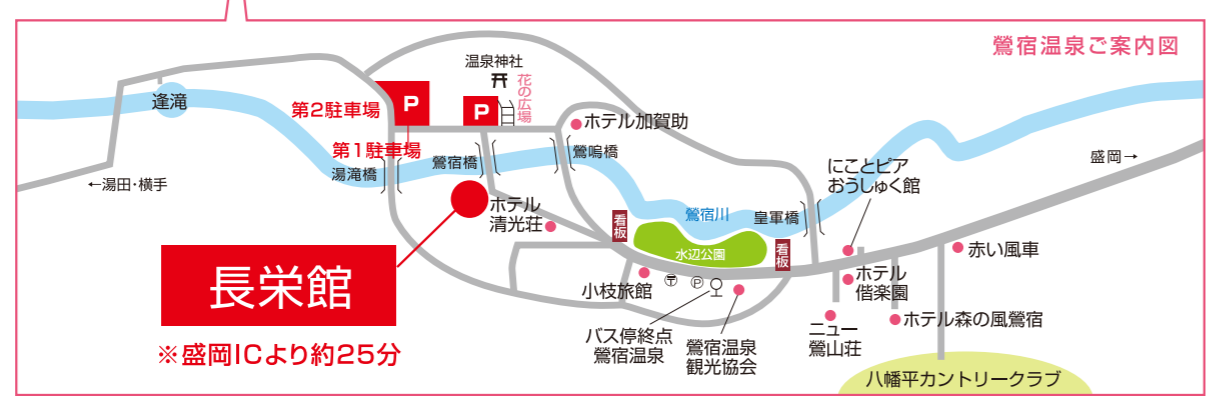 鶯宿温泉ご案内図
温泉神社
花の広場
逢滝
第2駐車場
P
P
第1駐車場
湯滝橋
鶯宿橋
鶯鳴橋
ホテル加賀助
←湯田・横手
盛岡→
にことピア
おうしゅく館
ホテル
清光荘
看板
鶯宿川
皇軍橋
水辺公園
看板
赤い風車
長栄館
※盛岡ICより約25分
小枝旅館
〒
P
バス停終点
鶯宿温泉
鶯宿温泉
観光協会
ホテル
偕楽園
ホテル森の風鶯宿
ニュー
鶯山荘
八幡平カントリークラブ